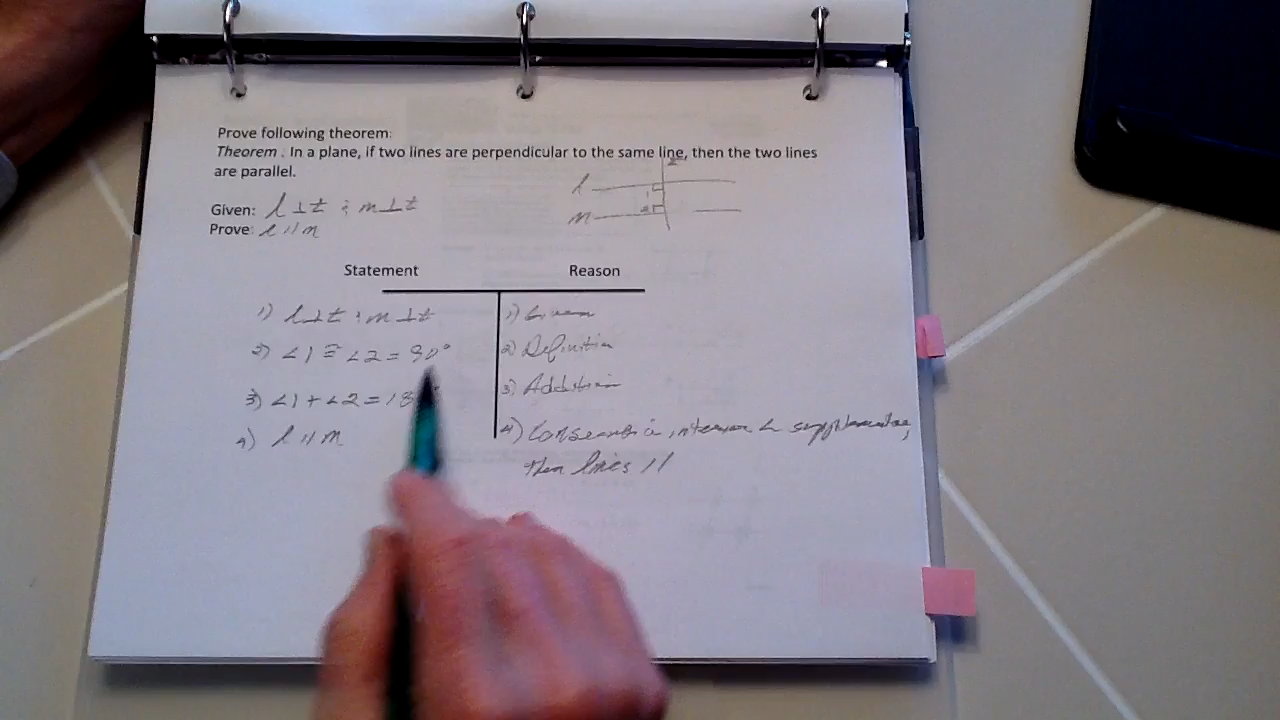 Prove following theorem:
Theorem . In a plane, if two lines are perpendicular to the same line, then the two lines
are parallel.
Given: l ⊥ t ; m ⊥ t
Prove: l // m
t
l
1
m
2
Statement Reason
1) l ⊥ t ; m ⊥ t 1) Given
2) ∠1 ≅ ∠2 = 90° 2) Definition
3) ∠1 + ∠2 = 18 3) Addition
4) l // m 4) Consecutive interior ∠ supplementary,
then lines //